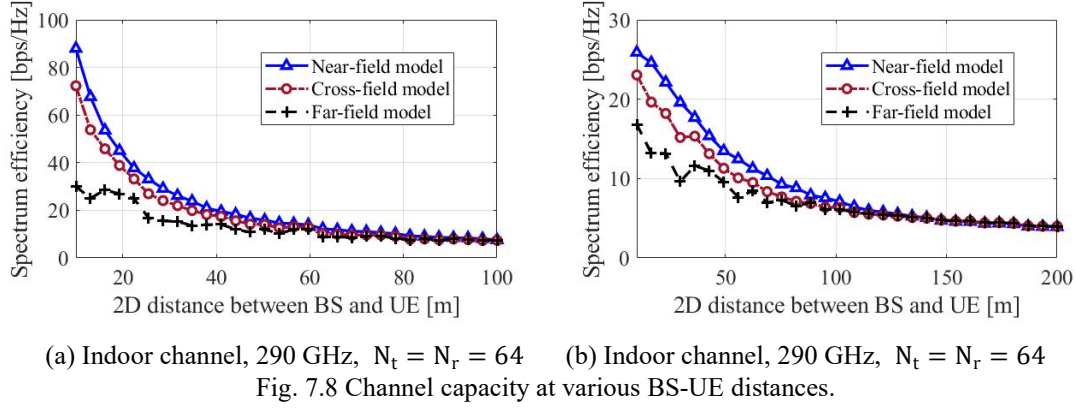 Spectrum efficiency [bps/Hz]
100
80
60
40
20
0
Near-field model
Cross-field model
Far-field model
20
40
60
80
100
2D distance between BS and UE [m]
Spectrum efficiency [bps/Hz]
30
20
10
0
Near-field model
Cross-field model
Far-field model
50
100
150
200
2D distance between BS and UE [m]
(a) Indoor channel, 290 GHz, N_t = N_r = 64
(b) Indoor channel, 290 GHz, N_t = N_r = 64
Fig. 7.8 Channel capacity at various BS-UE distances.